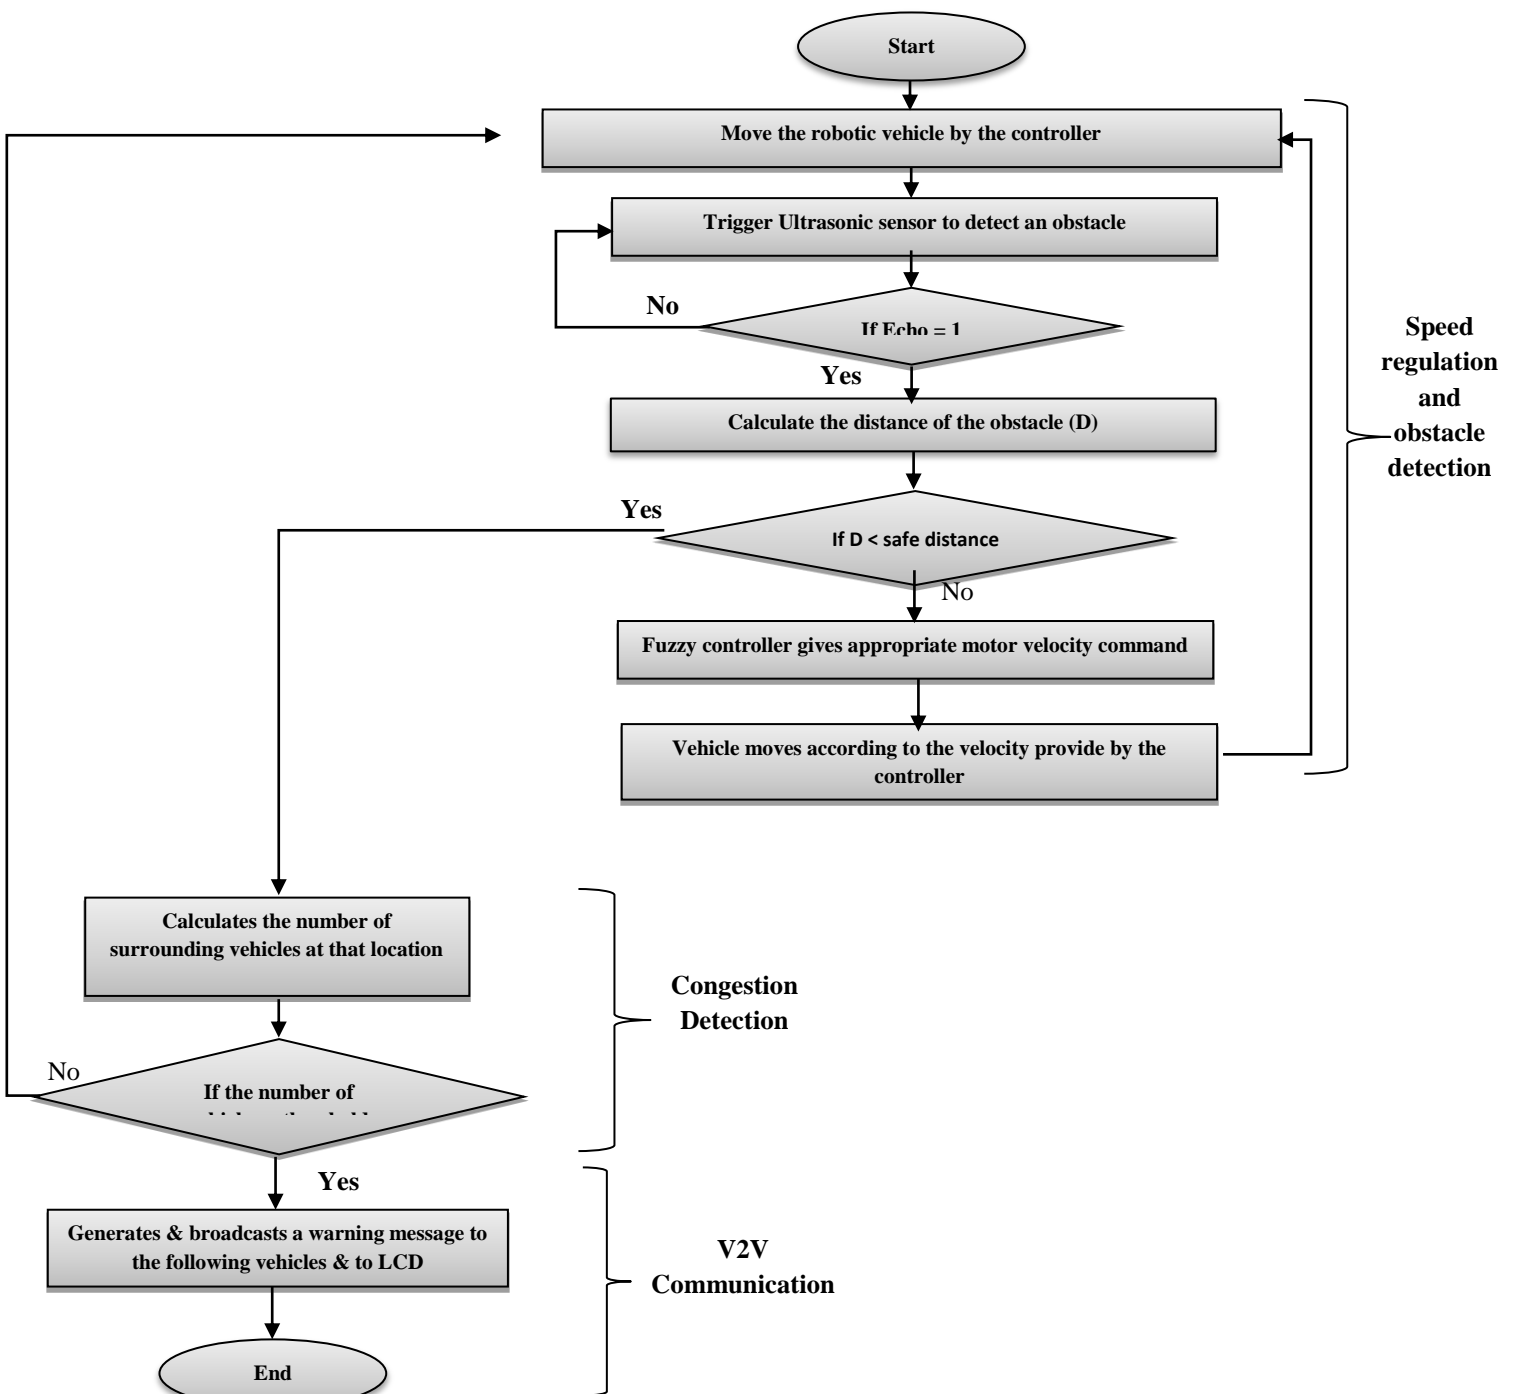 Start
Move the robotic vehicle by the controller
Trigger Ultrasonic sensor to detect an obstacle
No
If Echo = 1
Yes
Calculate the distance of the obstacle (D)
Yes
If D < safe distance
No
Fuzzy controller gives appropriate motor velocity command
Vehicle moves according to the velocity provide by the
controller
Speed
regulation
and
obstacle
detection
Calculates the number of
surrounding vehicles at that location
Congestion
Detection
No
If the number of
Yes
Generates & broadcasts a warning message to
the following vehicles & to LCD
V2V
Communication
End